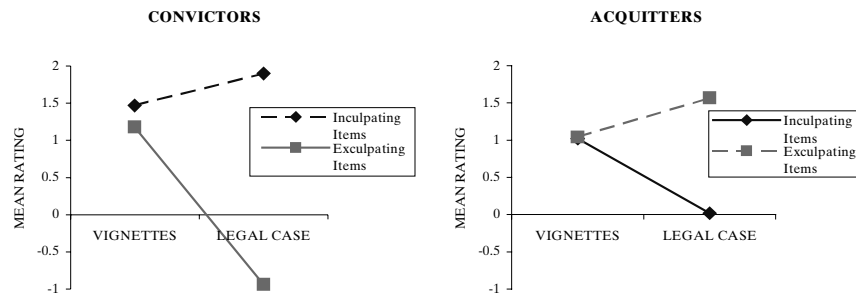 CONVICTORS
2
1.5
1
0.5
0
-0.5
-1
MEAN RATING
VIGNETTES
LEGAL CASE
Inculpating
Items
Exculpating
Items
ACQUITTERS
2
1.5
1
0.5
0
-0.5
-1
MEAN RATING
VIGNETTES
LEGAL CASE
Inculpating
Items
Exculpating
Items